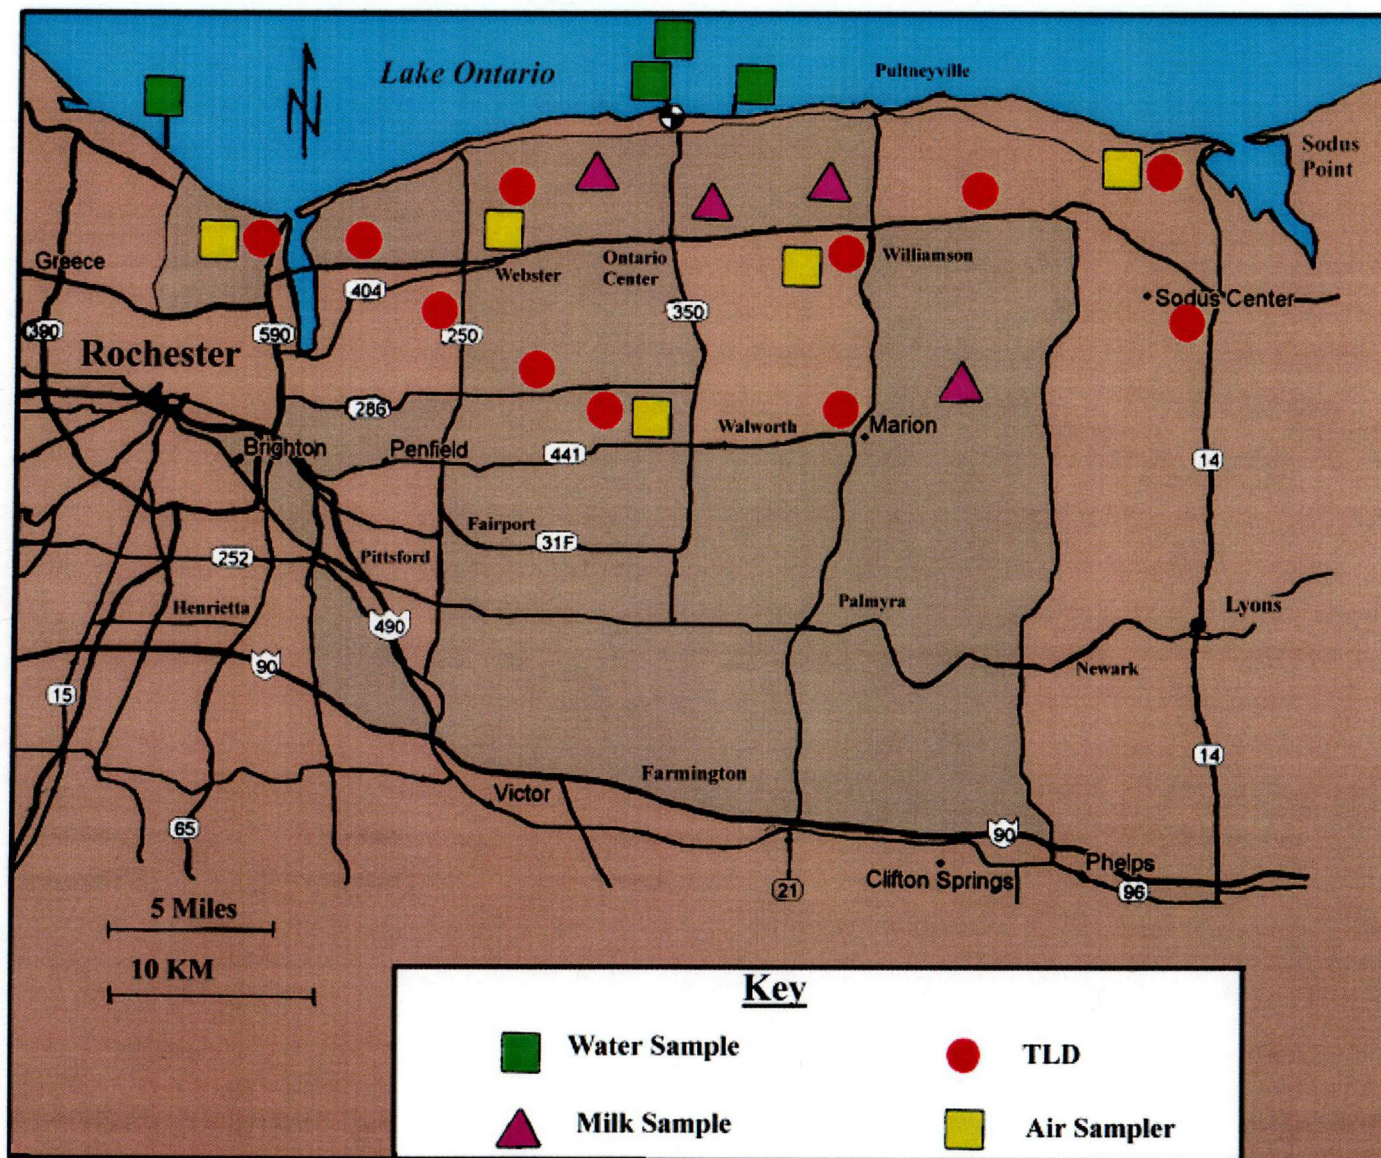 Lake Ontario
Pultneyville
N
Sodus
Point
Greece
Webster
Ontario
Center
Williamson
404
Sodus Center
390
590
250
350
Rochester
286
Walworth
Marion
Brighton
Penfield
441
14
Fairport
31F
252
Pittsford
Henrietta
490
Palmyra
Lyons
90
Newark
15
14
Farmington
Victor
65
90
Phelps
Clifton Springs
21
96
5 Miles
10 KM
Key
Water Sample
TLD
Milk Sample
Air Sampler